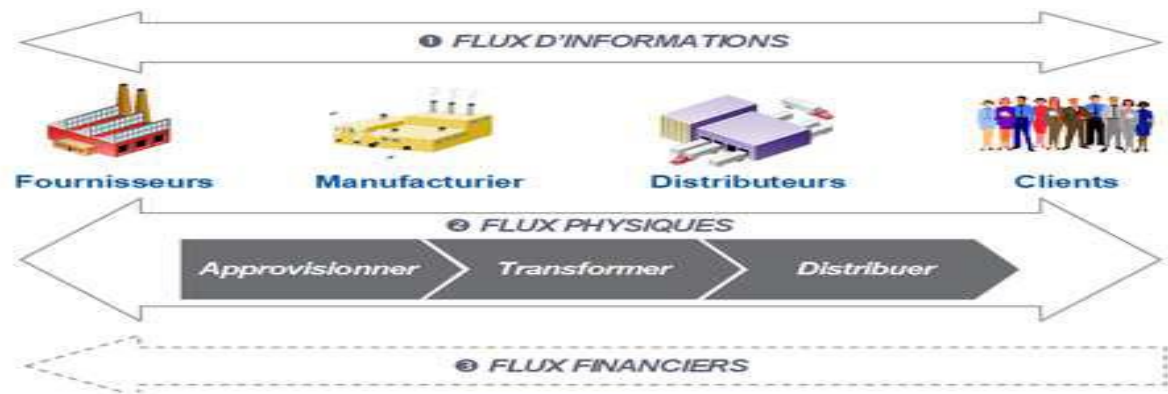 ❶ FLUX D'INFORMATIONS
Fournisseurs Manufacturier Distributeurs Clients
❷ FLUX PHYSIQUES
Approvisionner Transformer Distribuer
❸ FLUX FINANCIERS